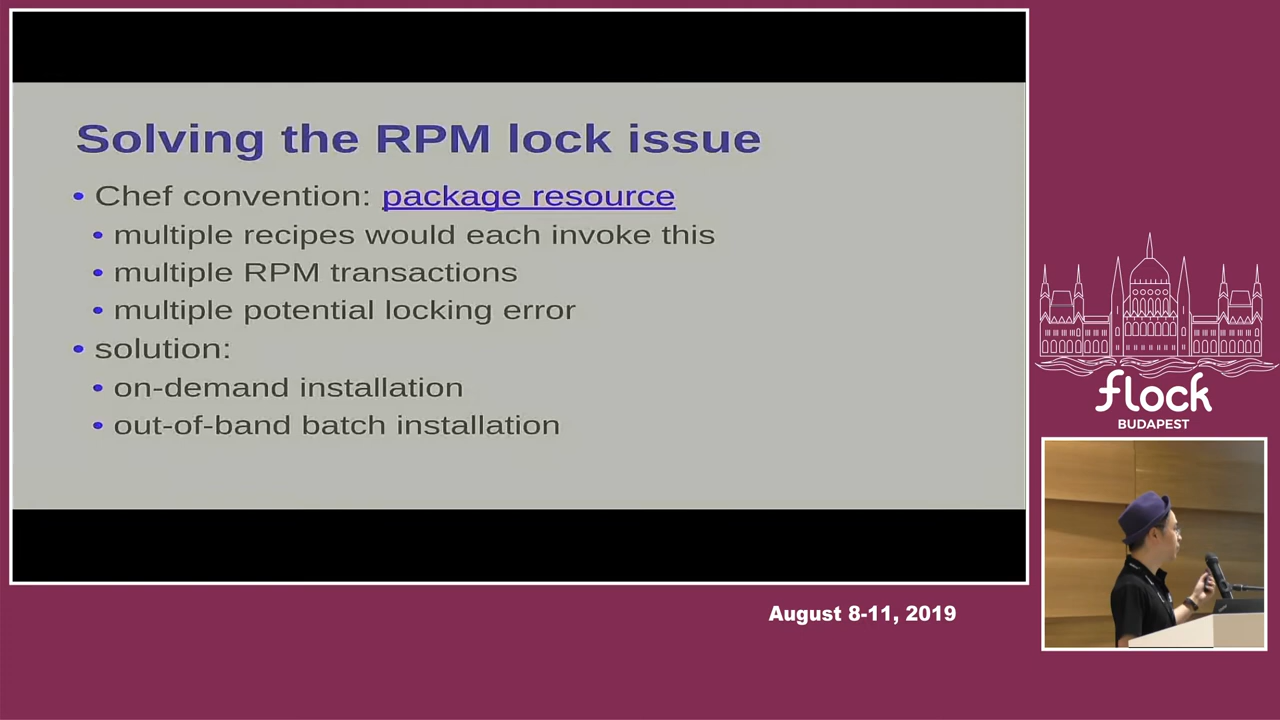 Solving the RPM lock issue
• Chef convention: package resource
• multiple recipes would each invoke this
• multiple RPM transactions
• multiple potential locking error
• solution:
• on-demand installation
• out-of-band batch installation
flock
BUDAPEST
August 8-11, 2019